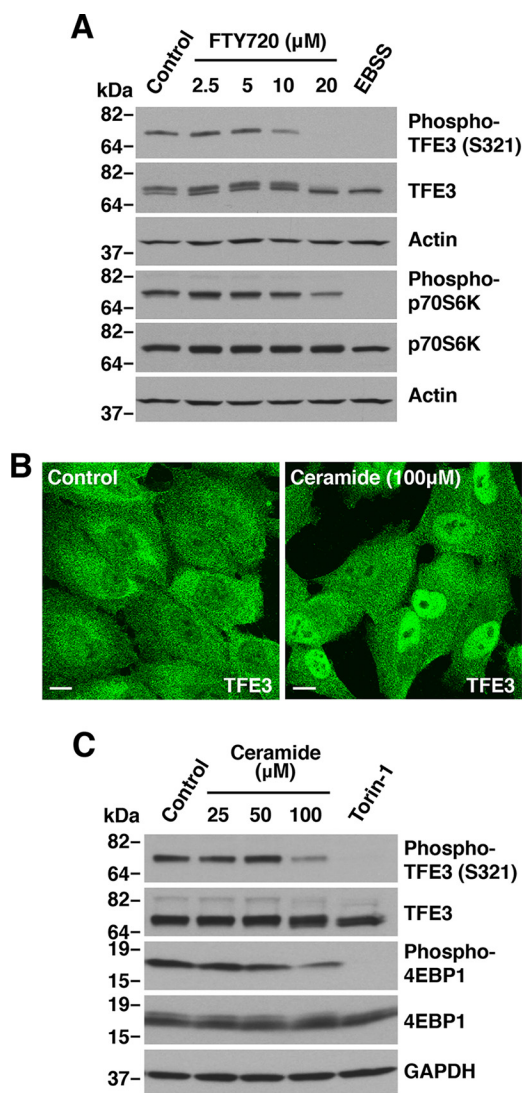 A
Control
FTY720 (µM)
EBSS
kDa
2.5 5 10 20
82–
64–
Phospho-
TFE3 (S321)
82–
64–
TFE3
37–
Actin
82–
64–
Phospho-
p70S6K
82–
64–
p70S6K
37–
Actin
B
Control
TFE3
Ceramide (100µM)
TFE3
C
Control
Ceramide
(µM)
Torin-1
kDa
25 50 100
82–
64–
Phospho-
TFE3 (S321)
82–
64–
TFE3
19–
15–
Phospho-
4EBP1
19–
15–
4EBP1
37–
GAPDH